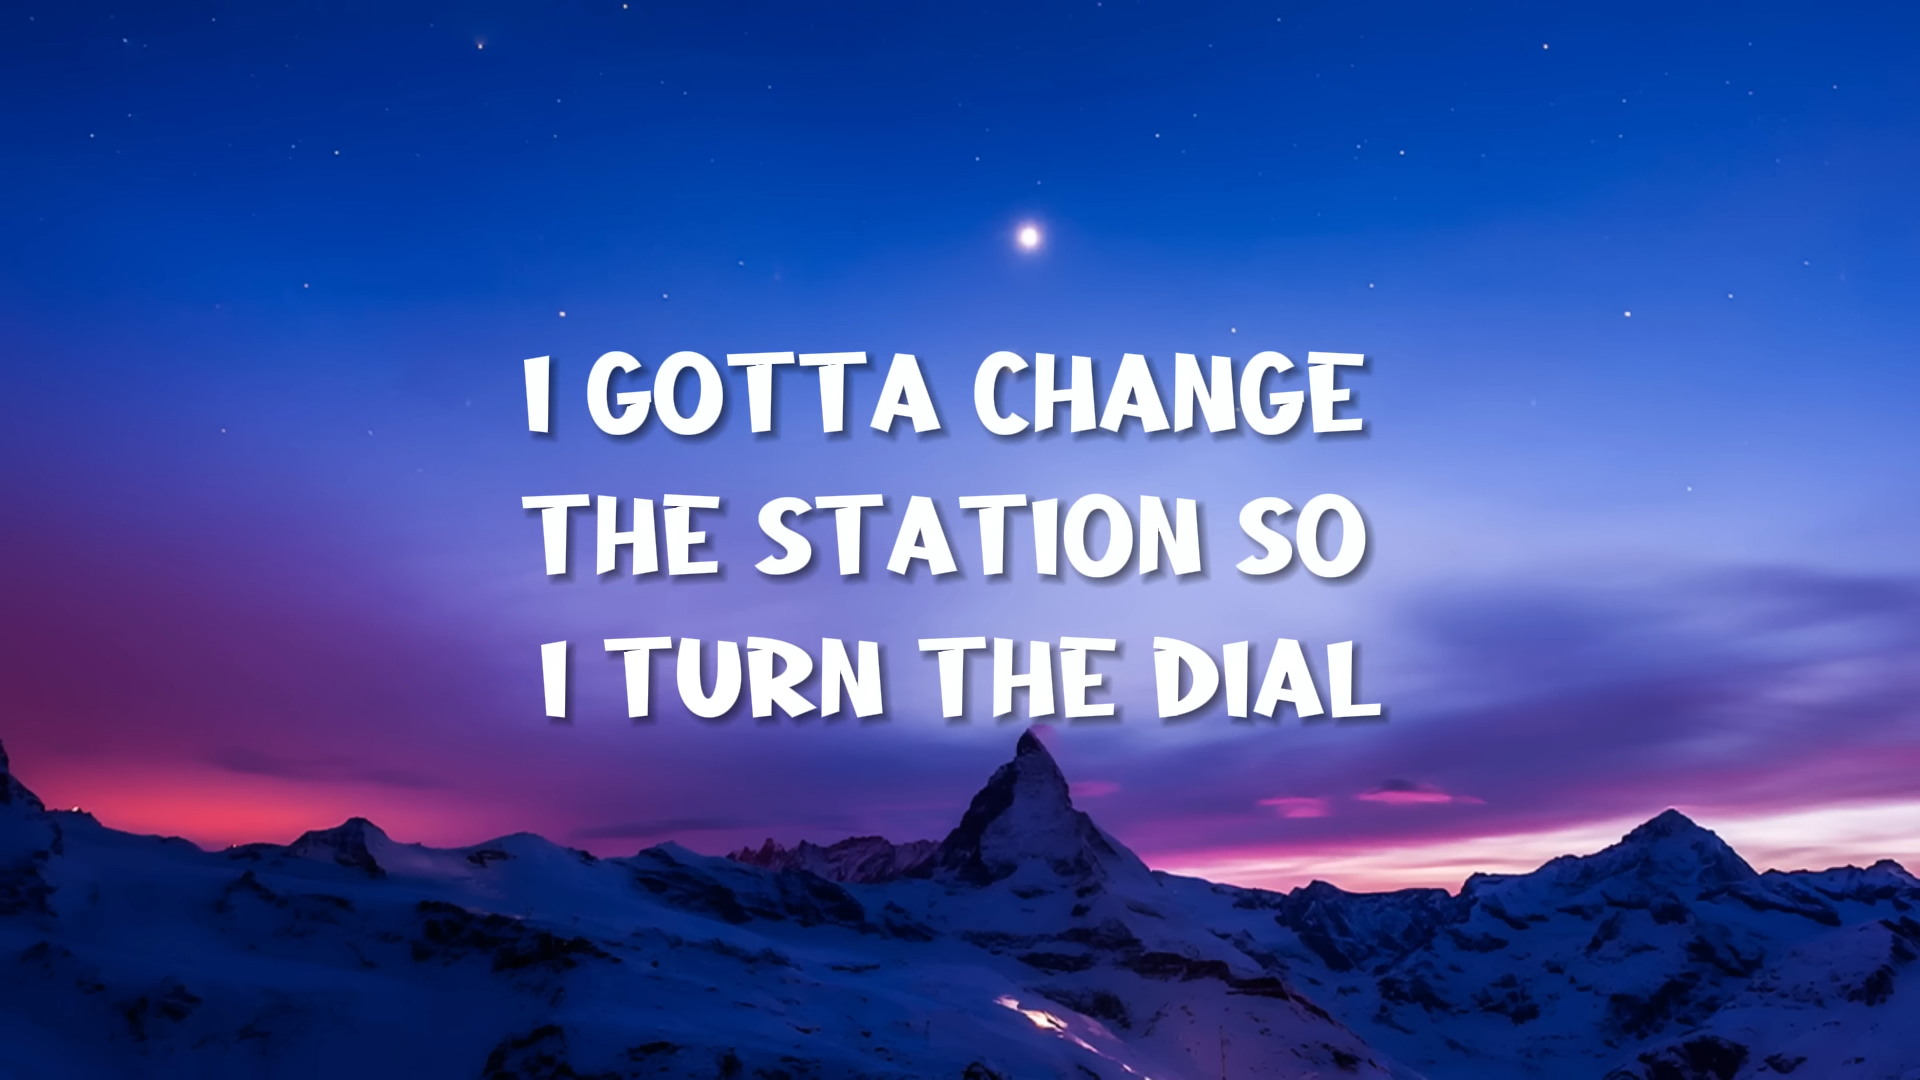 I GOTTA CHANGE
THE STATION SO
I TURN THE DIAL